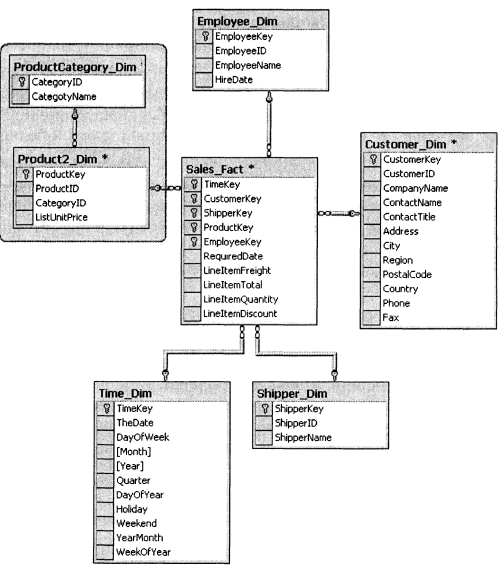 Employee_Dim
EmployeeKey
EmployeeID
EmployeeName
HireDate
ProductCategory_Dim
CategoryID
CategotyName
Product2_Dim *
ProductKey
ProductID
CategoryID
ListUnitPrice
Sales_Fact *
TimeKey
CustomerKey
ShipperKey
ProductKey
EmployeeKey
RequiredDate
LineItemFreight
LineItemTotal
LineItemQuantity
LineItemDiscount
Customer_Dim *
CustomerKey
CustomerID
CompanyName
ContactName
ContactTitle
Address
City
Region
PostalCode
Country
Phone
Fax
Time_Dim
TimeKey
TheDate
DayOfWeek
[Month]
[Year]
Quarter
DayOfYear
Holiday
Weekend
YearMonth
WeekOfYear
Shipper_Dim
ShipperKey
ShipperID
ShipperName